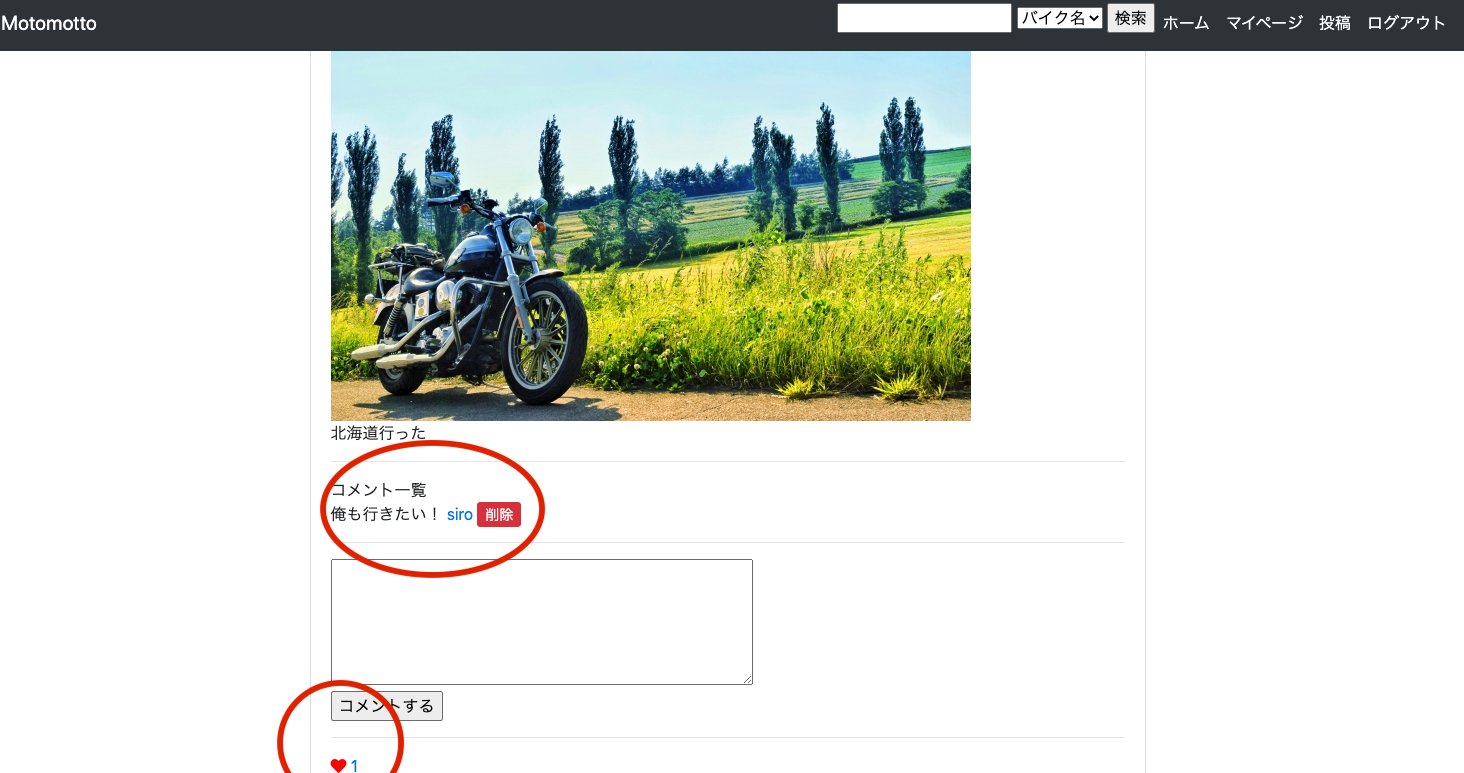 Motomotto バイク名 検索 ホーム マイページ 投稿 ログアウト
北海道行った
コメント一覧
俺も行きたい！ siro 削除
コメントする
1